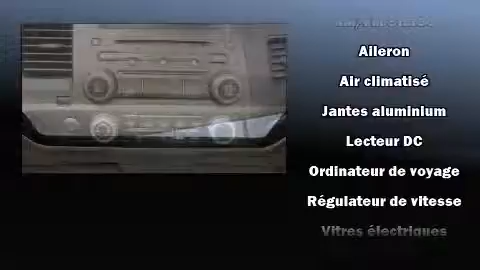 Aileron
Air climatisé
Jantes aluminium
Lecteur DC
Ordinateur de voyage
Régulateur de vitesse
Vitres électriques